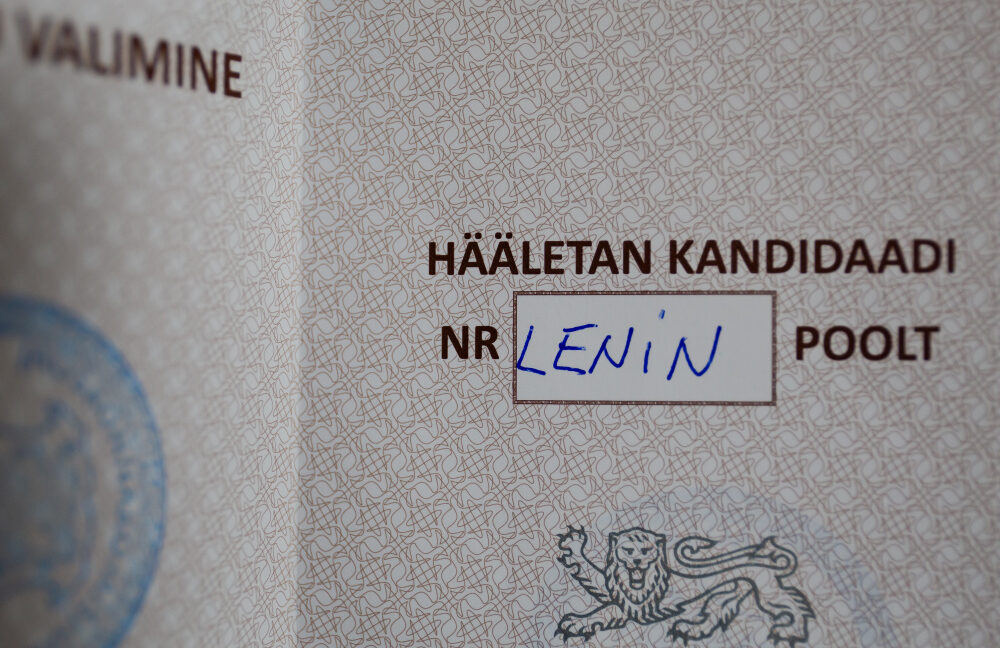 VALIMINE
HÄÄLETAN KANDIDAADI
NR LENIN POOLT